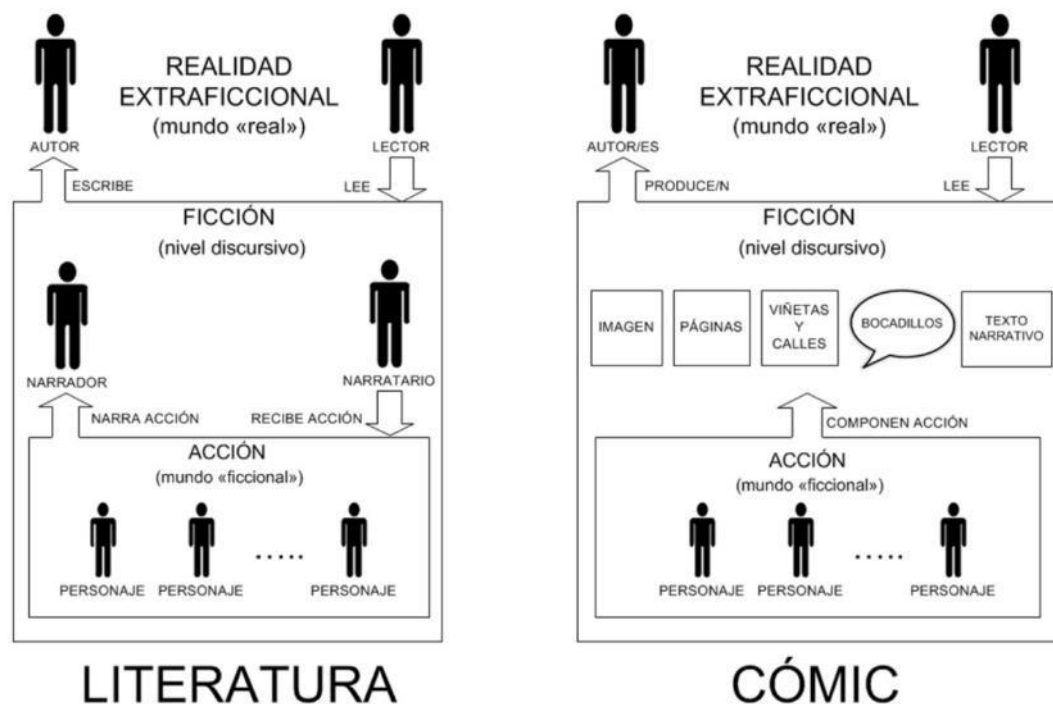 REALIDAD
EXTRAFICCIONAL
(mundo «real»)
AUTOR
LECTOR
ESCRIBE
LEE
FICCIÓN
(nivel discursivo)
NARRADOR
NARRATARIO
NARRA ACCIÓN
RECIBE ACCIÓN
ACCIÓN
(mundo «ficcional»)
.....
PERSONAJE
PERSONAJE
PERSONAJE
LITERATURA
REALIDAD
EXTRAFICCIONAL
(mundo «real»)
AUTOR/ES
LECTOR
PRODUCE/N
LEE
FICCIÓN
(nivel discursivo)
IMAGEN
PÁGINAS
VIÑETAS
Y
CALLES
BOCADILLOS
TEXTO
NARRATIVO
COMPONEN ACCIÓN
ACCIÓN
(mundo «ficcional»)
.....
PERSONAJE
PERSONAJE
PERSONAJE
CÓMIC